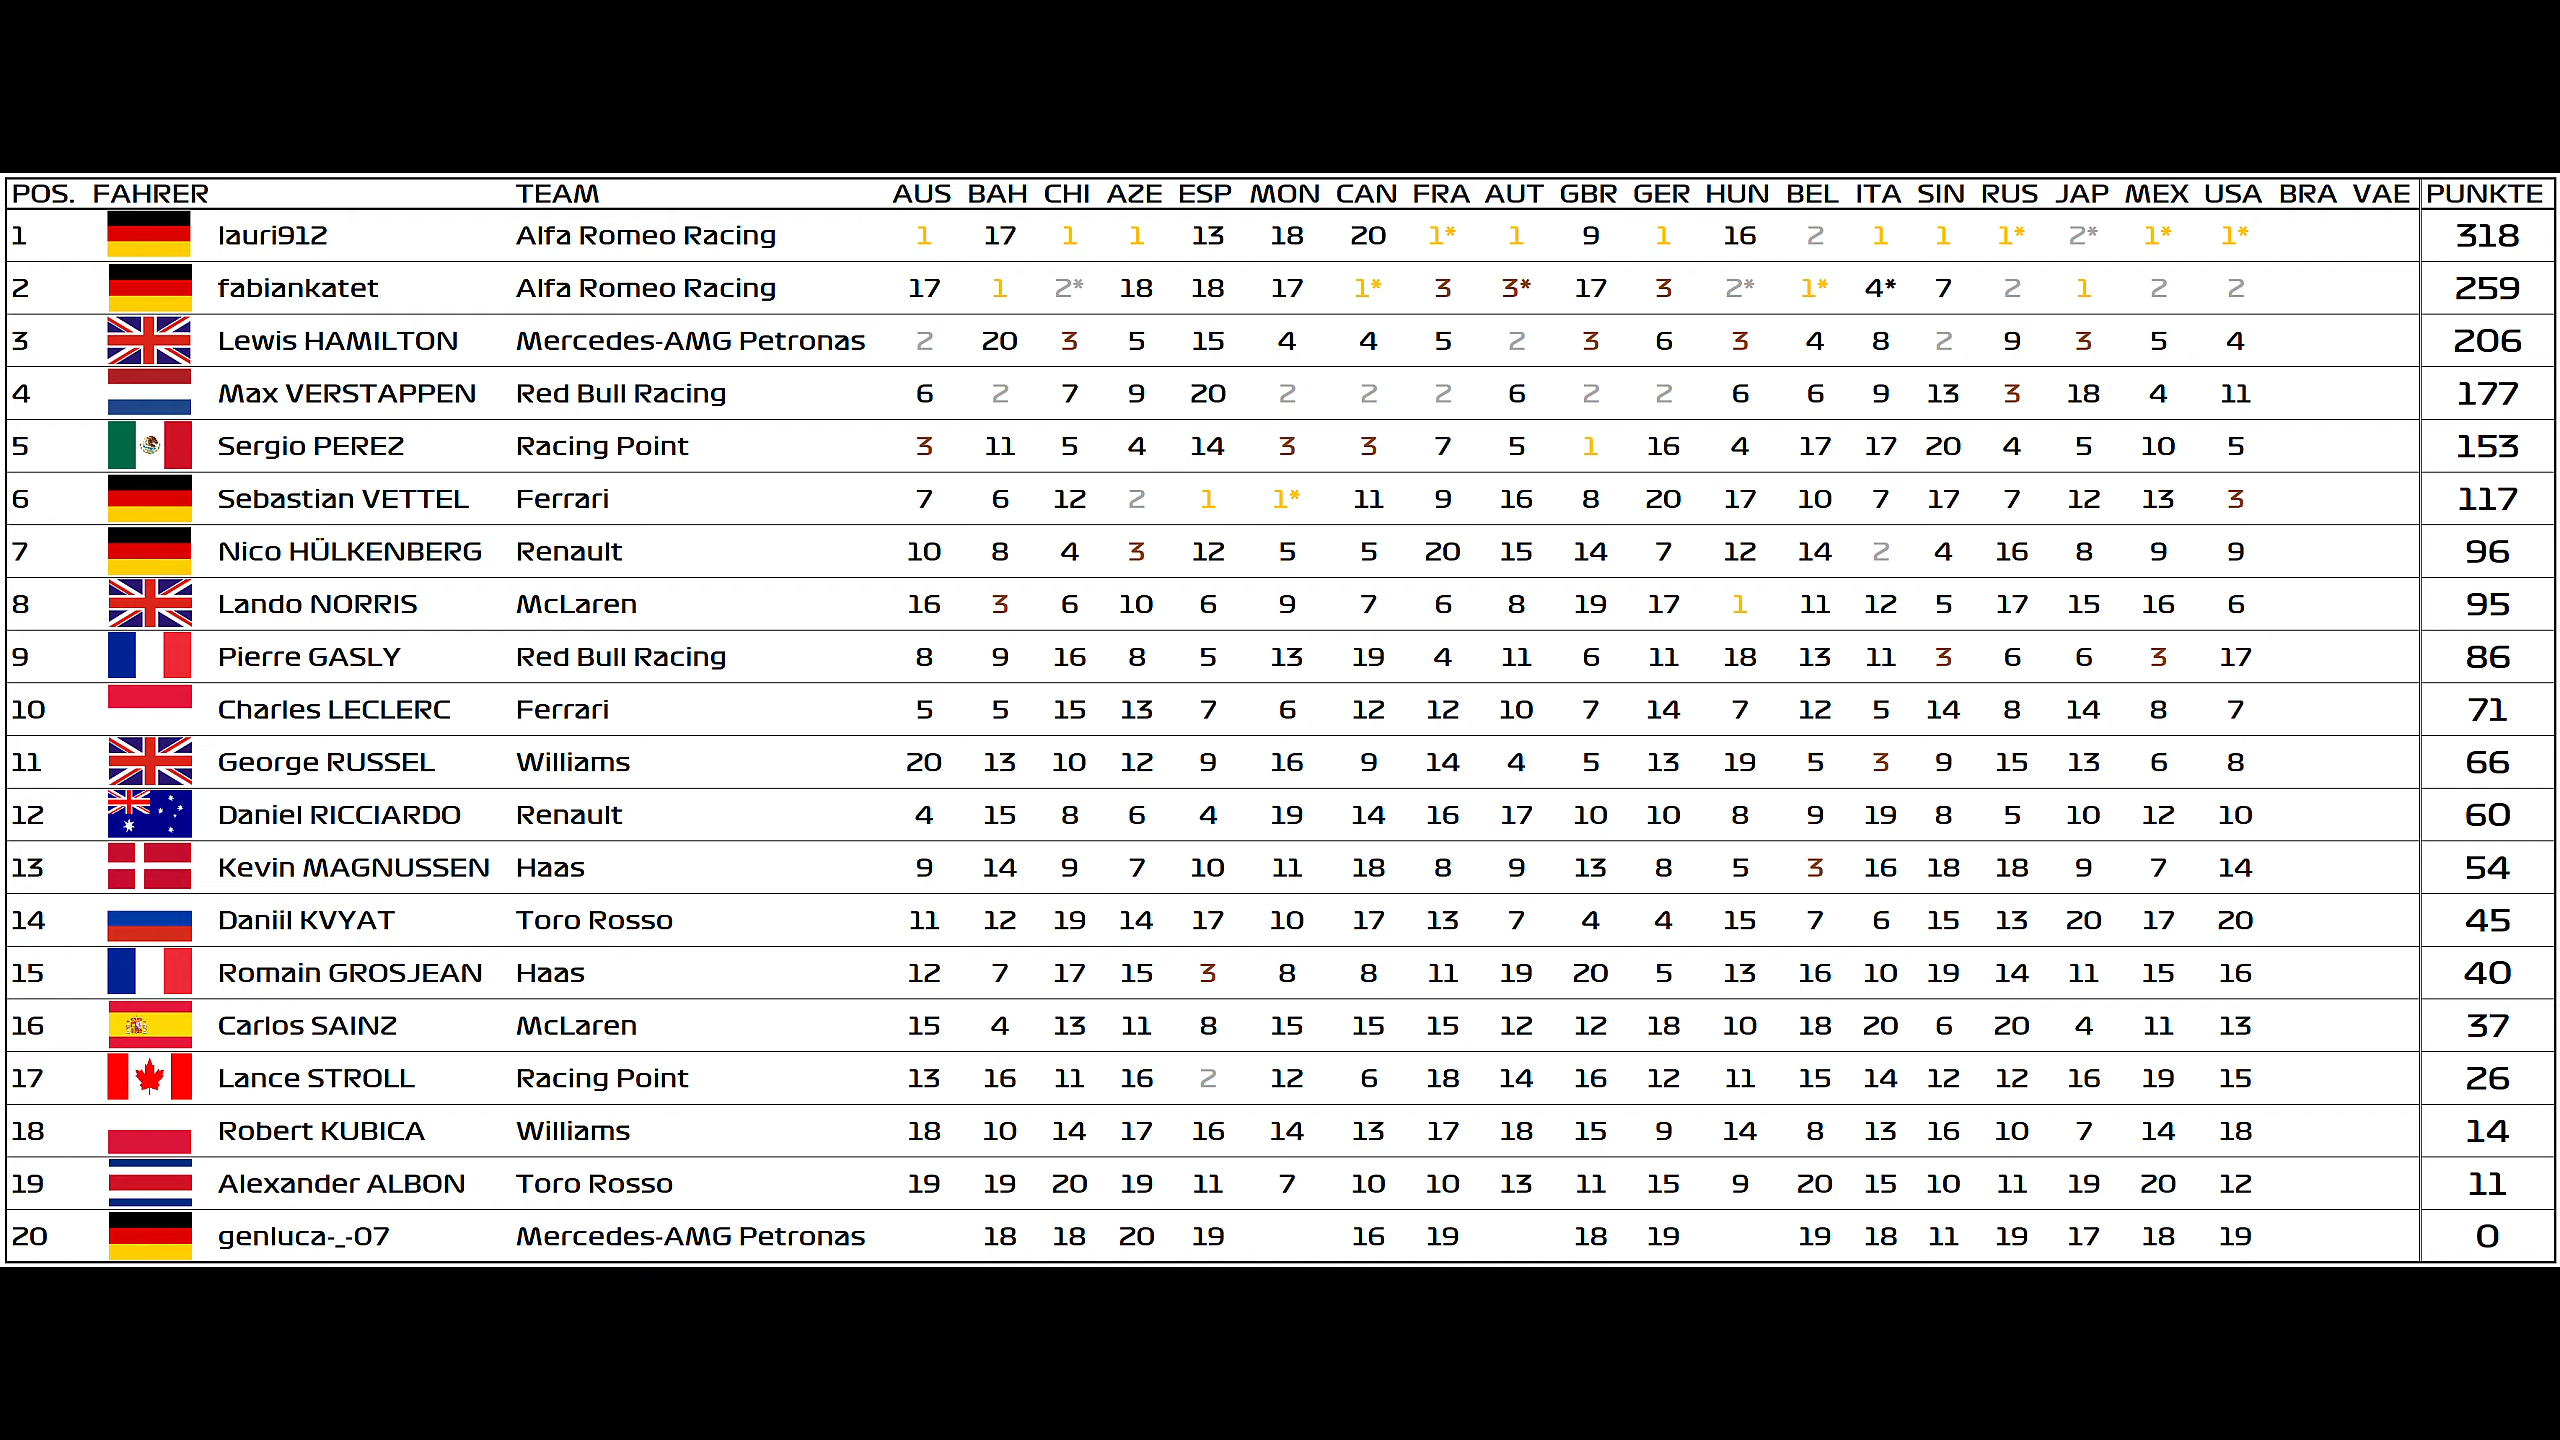 POS. FAHRER TEAM AUS BAH CHI AZE ESP MON CAN FRA AUT GBR GER HUN BEL ITA SIN RUS JAP MEX USA BRA VAE PUNKTE
1 lauri912 Alfa Romeo Racing 1 17 1 1 13 18 20 1* 1 9 1 16 2 1 1 1* 2* 1* 1* 318
2 fabiankatet Alfa Romeo Racing 17 1 2* 18 18 17 1* 3 3* 17 3 2* 1* 4* 7 2 1 2 2 259
3 Lewis HAMILTON Mercedes-AMG Petronas 2 20 3 5 15 4 4 5 2 3 6 3 4 8 2 9 3 5 4 206
4 Max VERSTAPPEN Red Bull Racing 6 2 7 9 20 2 2 2 6 2 2 6 6 9 13 3 18 4 11 177
5 Sergio PEREZ Racing Point 3 11 5 4 14 3 3 7 5 1 16 4 17 17 20 4 5 10 5 153
6 Sebastian VETTEL Ferrari 7 6 12 2 1 1* 11 9 16 8 20 17 10 7 17 7 12 13 3 117
7 Nico HÜLKENBERG Renault 10 8 4 3 12 5 5 20 15 14 7 12 14 2 4 16 8 9 9 96
8 Lando NORRIS McLaren 16 3 6 10 6 9 7 6 8 19 17 1 11 12 5 17 15 16 6 95
9 Pierre GASLY Red Bull Racing 8 9 16 8 5 13 19 4 11 6 11 18 13 11 3 6 6 3 17 86
10 Charles LECLERC Ferrari 5 5 15 13 7 6 12 12 10 7 14 7 12 5 14 8 14 8 7 71
11 George RUSSEL Williams 20 13 10 12 9 16 9 14 4 5 13 19 5 3 9 15 13 6 8 66
12 Daniel RICCIARDO Renault 4 15 8 6 4 19 14 16 17 10 10 8 9 19 8 5 10 12 10 60
13 Kevin MAGNUSSEN Haas 9 14 9 7 10 11 18 8 9 13 8 5 3 16 18 18 9 7 14 54
14 Daniil KVYAT Toro Rosso 11 12 19 14 17 10 17 13 7 4 4 15 7 6 15 13 20 17 20 45
15 Romain GROSJEAN Haas 12 7 17 15 3 8 8 11 19 20 5 13 16 10 19 14 11 15 16 40
16 Carlos SAINZ McLaren 15 4 13 11 8 15 15 15 12 12 18 10 18 20 6 20 4 11 13 37
17 Lance STROLL Racing Point 13 16 11 16 2 12 6 18 14 16 12 11 15 14 12 12 16 19 15 26
18 Robert KUBICA Williams 18 10 14 17 16 14 13 17 18 15 9 14 8 13 16 10 7 14 18 14
19 Alexander ALBON Toro Rosso 19 19 20 19 11 7 10 10 13 11 15 9 20 15 10 11 19 20 12 11
20 genluca-_-07 Mercedes-AMG Petronas 18 18 20 19 16 19 18 19 19 18 11 19 17 18 19 0